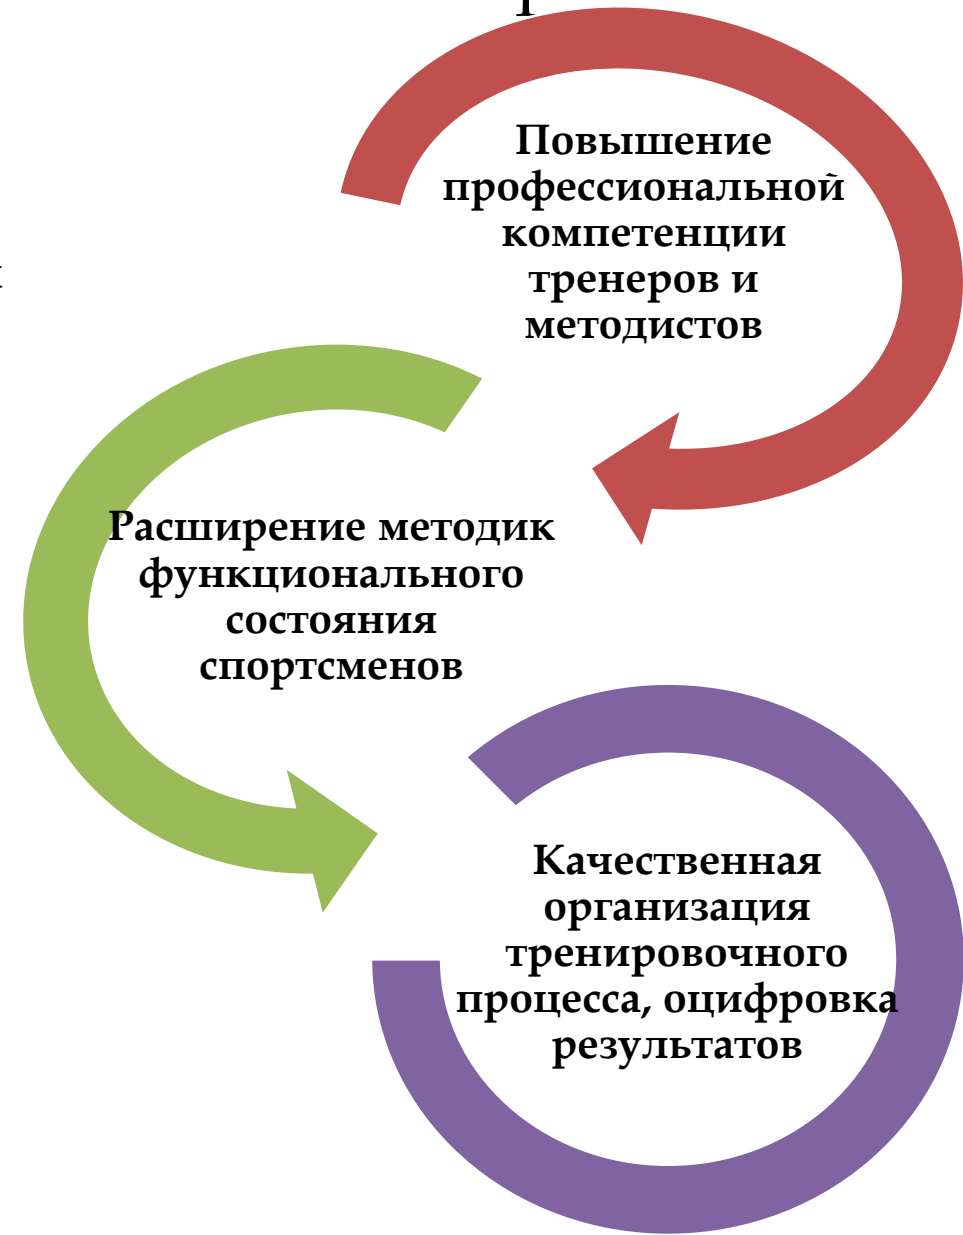 Повышение
профессиональной
компетенции
тренеров и
методистов
Расширение методик
функционального
состояния
спортсменов
Качественная
организация
тренировочного
процесса, оцифровка
результатов